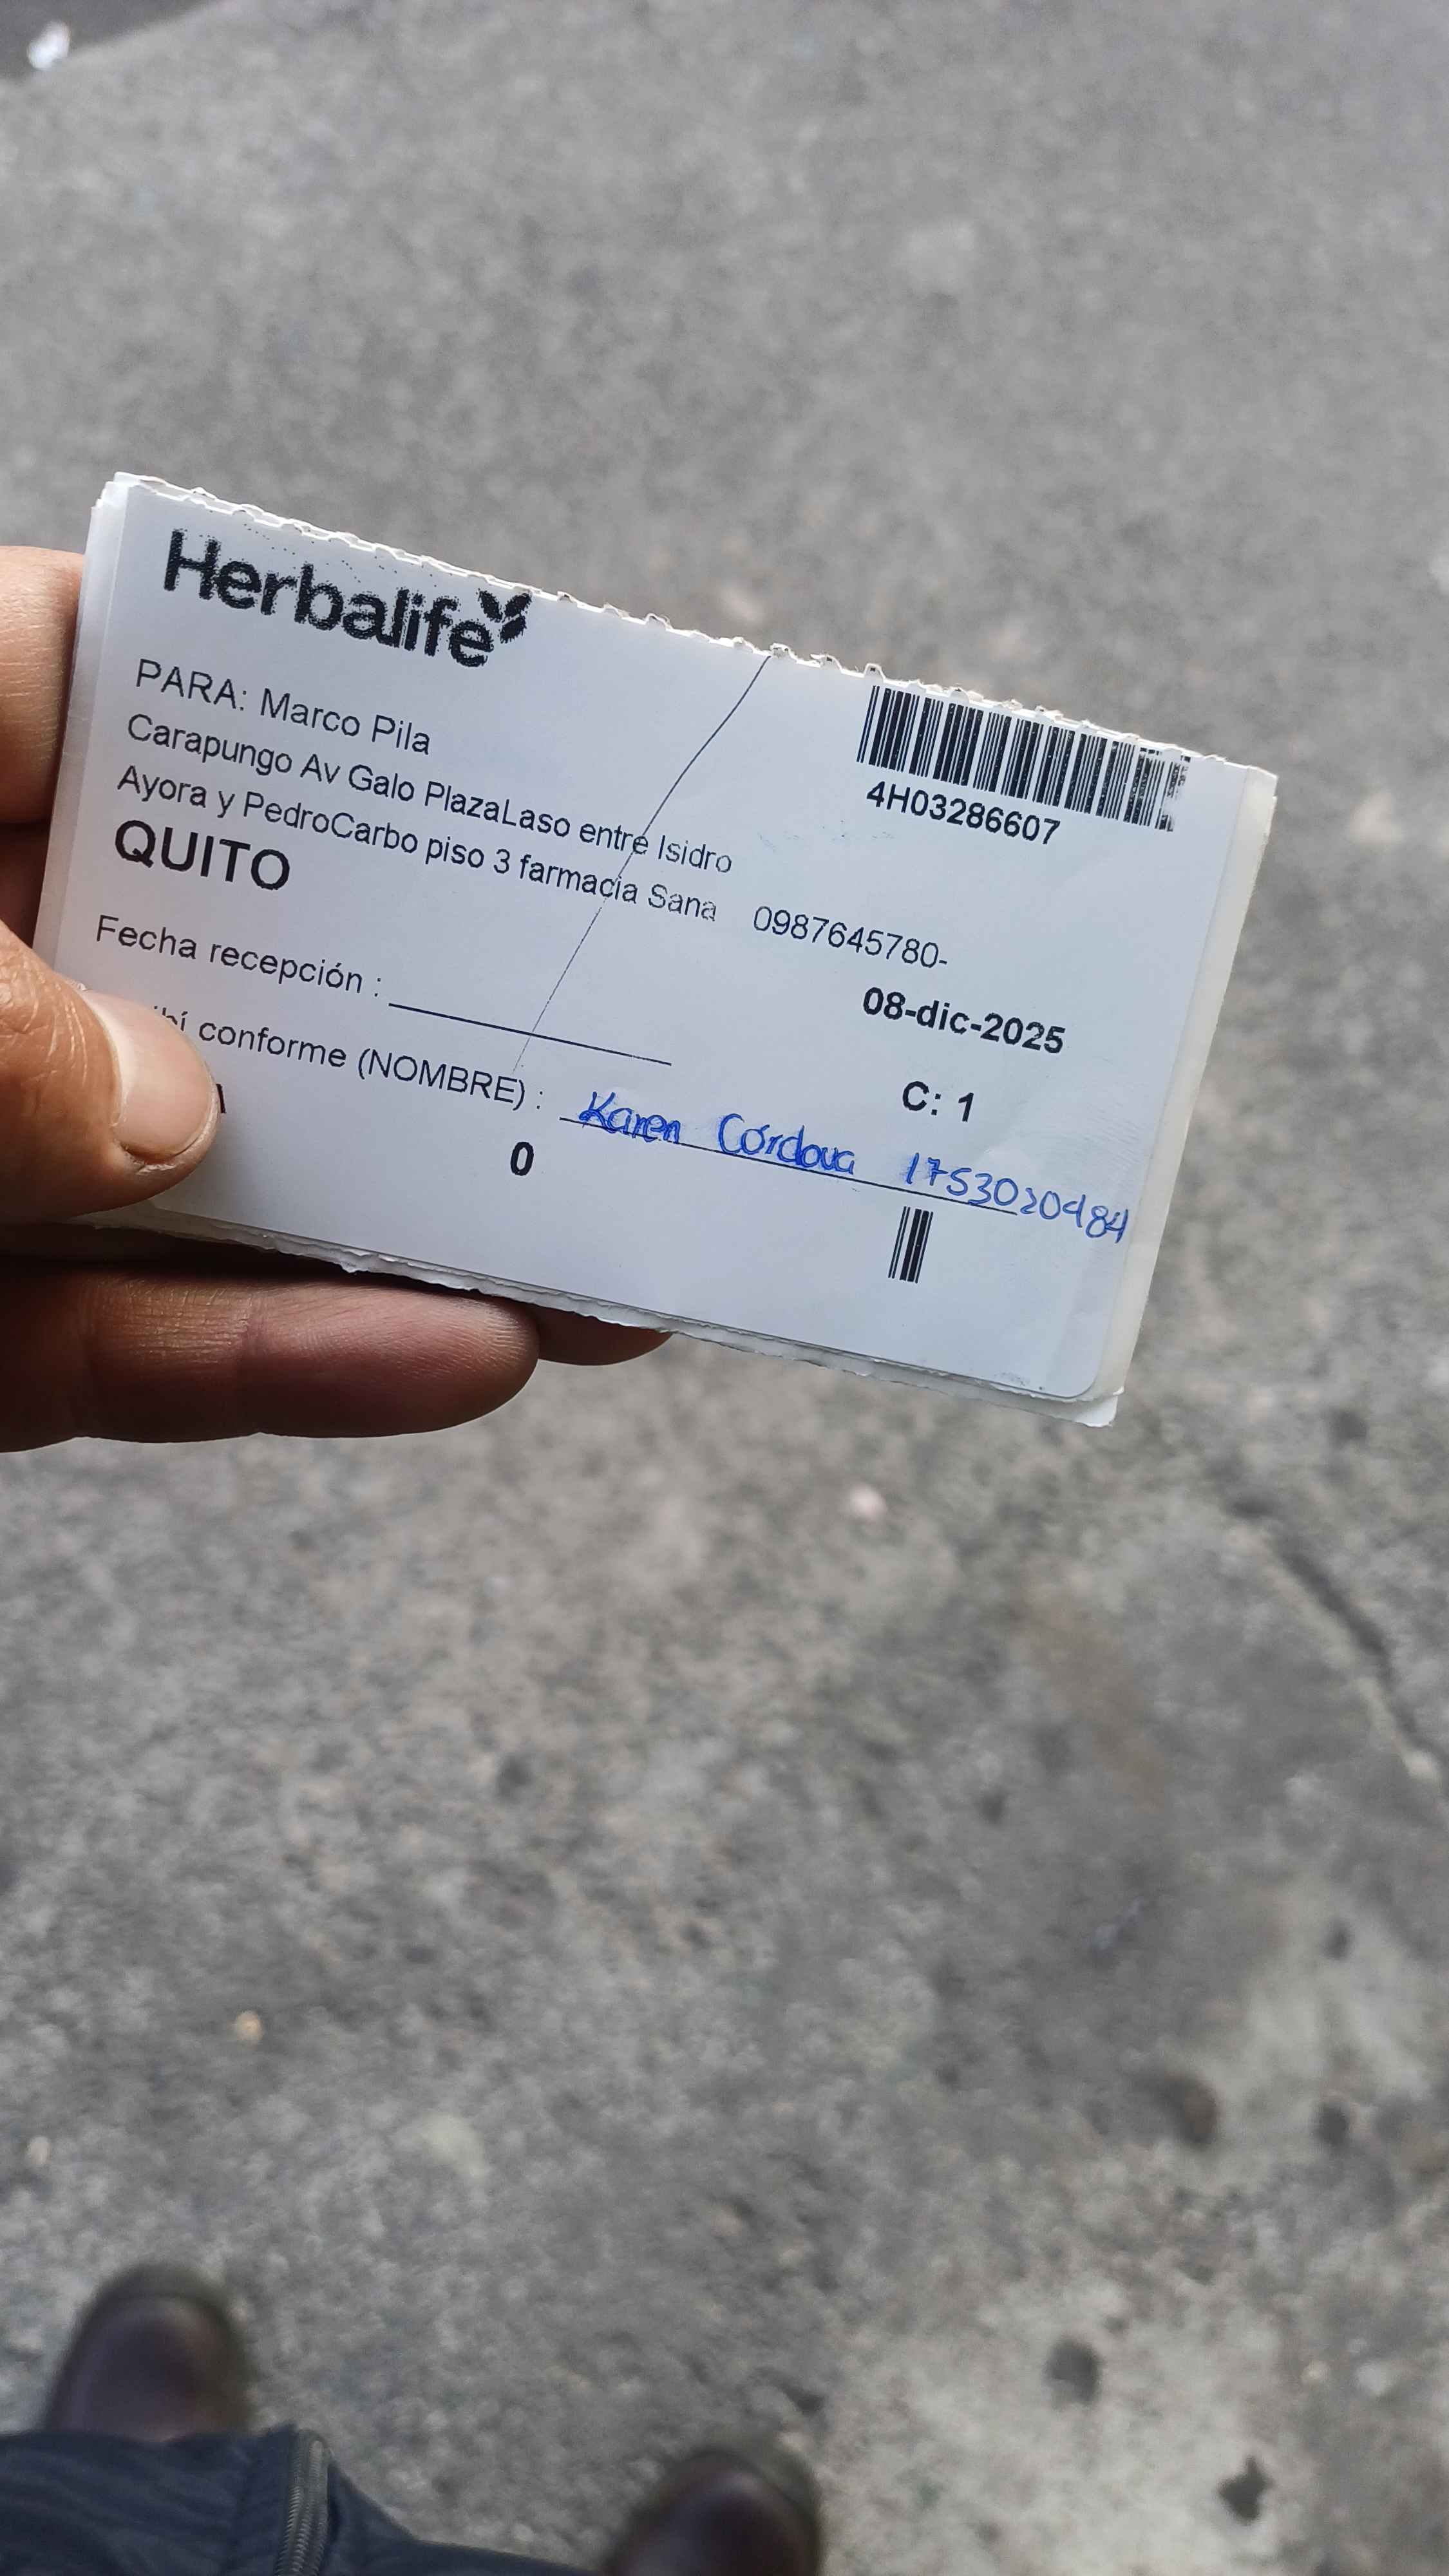 Herbalife
4H03286607
PARA: Marco Pila
Carapungo Av Galo PlazaLaso entre Isidro
Ayora y PedroCarbo piso 3 farmacia Sana 0987645780-
QUITO
08-dic-2025
Fecha recepción :
conforme (NOMBRE) : Karen Córdova 1753020484
C: 1
0